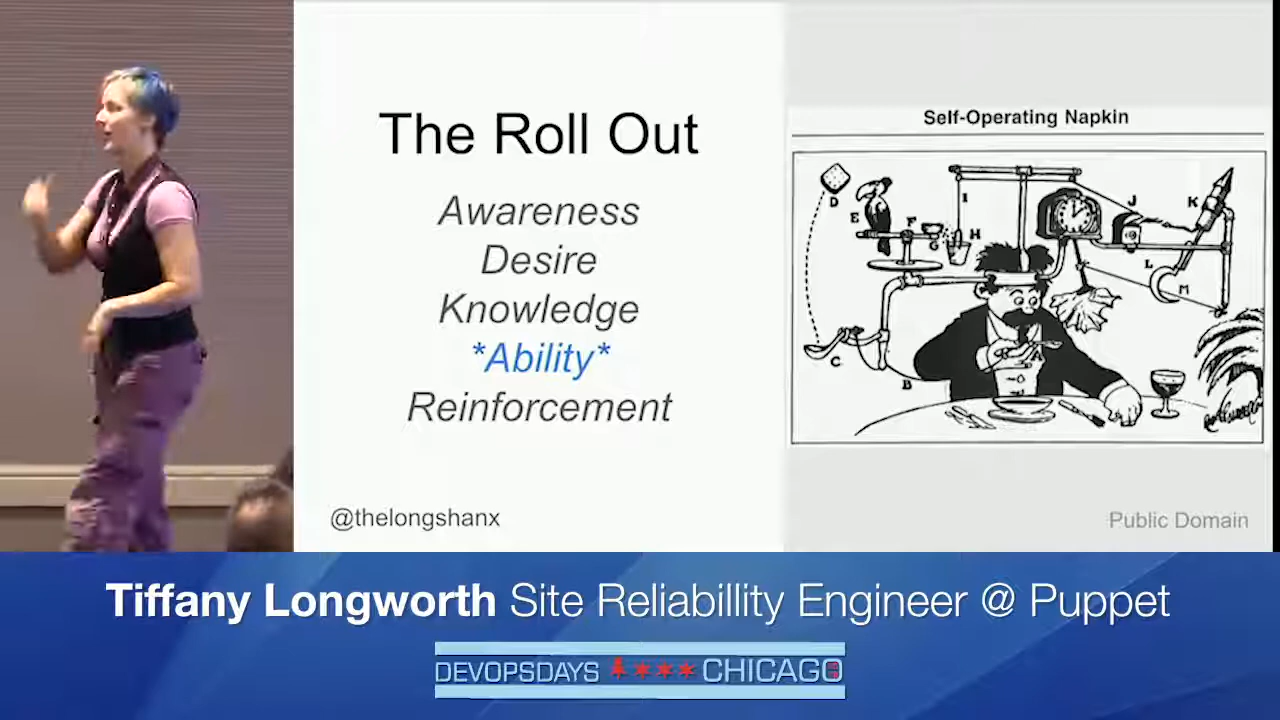 The Roll Out
Awareness
Desire
Knowledge
*Ability*
Reinforcement
@thelongshanx
Self-Operating Napkin
D
E
F
G
H
I
J
K
L
M
C
B
A
Public Domain
Tiffany Longworth Site Reliabillity Engineer @ Puppet
DEVOPSDAYS CHICAGO